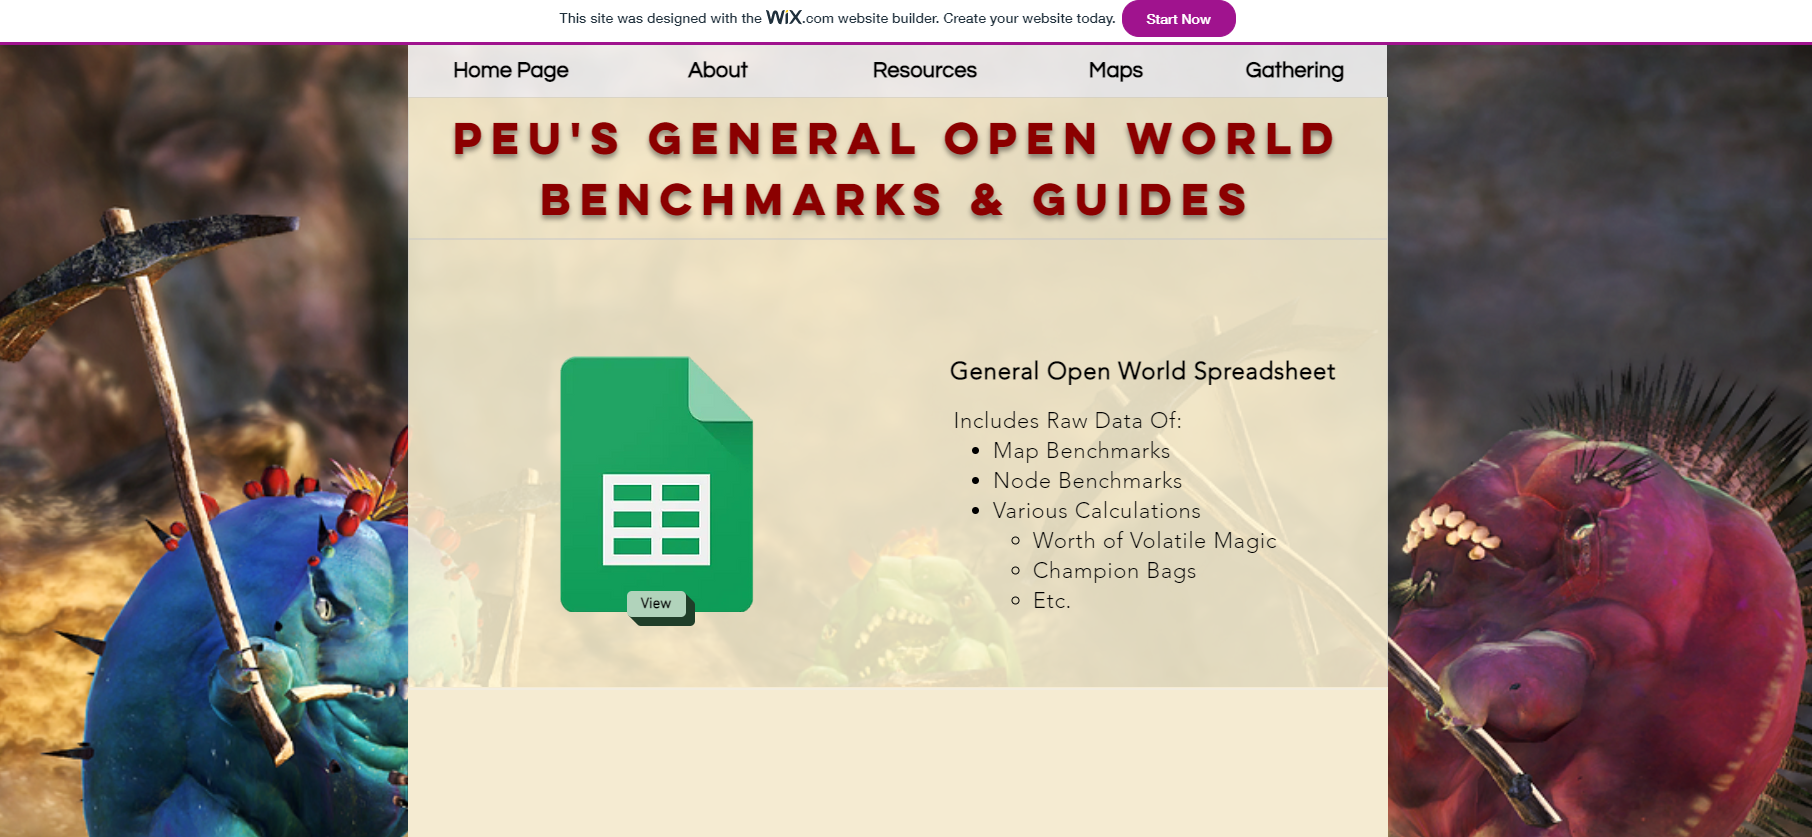 This site was designed with the WiX.com website builder. Create your website today. Start Now
Home Page About Resources Maps Gathering
PEU'S GENERAL OPEN WORLD
BENCHMARKS & GUIDES
General Open World Spreadsheet
Includes Raw Data Of:
• Map Benchmarks
• Node Benchmarks
• Various Calculations
◦ Worth of Volatile Magic
◦ Champion Bags
◦ Etc.
View